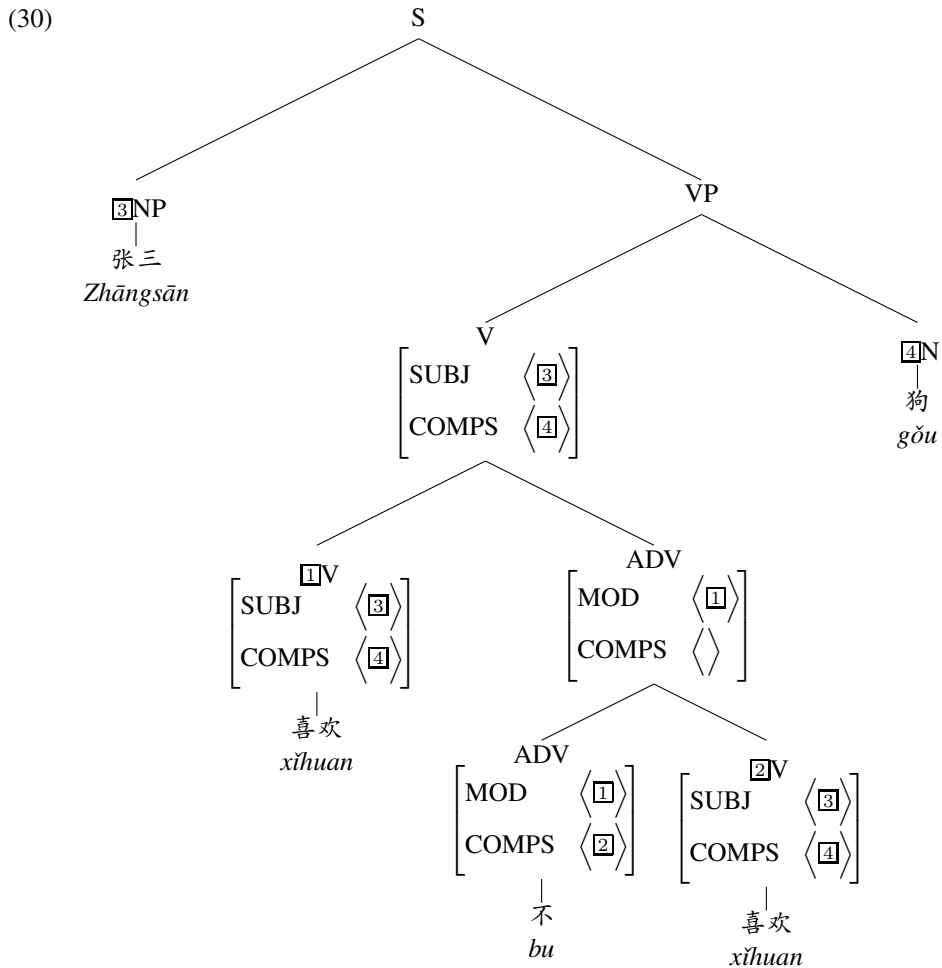 (30)
S
3 NP
VP
张三
Zhāngsān
V
4 N
SUBJ ⟨ 3 ⟩
COMPS ⟨ 4 ⟩
狗
gǒu
1 V
ADV
SUBJ ⟨ 3 ⟩
MOD ⟨ 1 ⟩
COMPS ⟨ 4 ⟩
COMPS ⟨⟩
喜欢
xǐhuan
ADV
2 V
MOD ⟨ 1 ⟩
SUBJ ⟨ 3 ⟩
COMPS ⟨ 2 ⟩
COMPS ⟨ 4 ⟩
不
bu
喜欢
xǐhuan